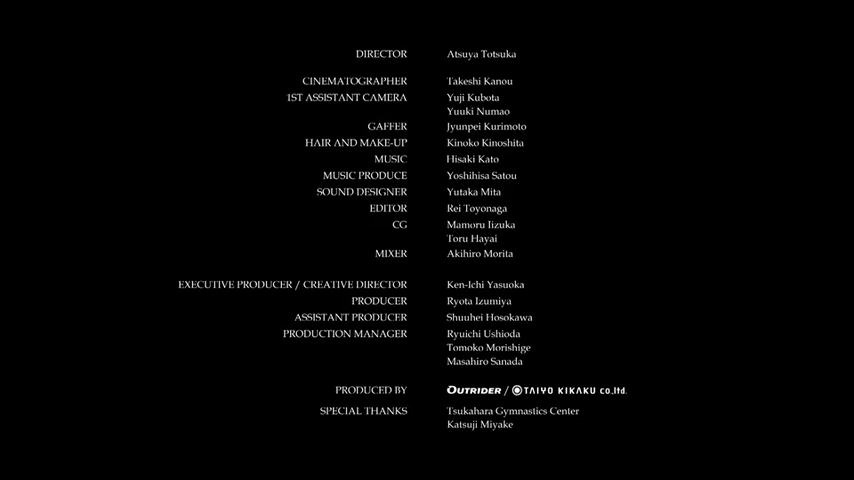 DIRECTOR Atsuya Totsuka
CINEMATOGRAPHER Takeshi Kanou
1ST ASSISTANT CAMERA Yuji Kubota
Yuuki Numao
GAFFER Jyunpei Kurimoto
HAIR AND MAKE-UP Kinoko Kinoshita
MUSIC Hisaki Kato
MUSIC PRODUCE Yoshihisa Satou
SOUND DESIGNER Yutaka Mita
EDITOR Rei Toyonaga
CG Mamoru Iizuka
Toru Hayai
MIXER Akihiro Morita
EXECUTIVE PRODUCER / CREATIVE DIRECTOR Ken-Ichi Yasuoka
PRODUCER Ryota Izumiya
ASSISTANT PRODUCER Shuuhei Hosokawa
PRODUCTION MANAGER Ryuichi Ushioda
Tomoko Morishige
Masahiro Sanada
PRODUCED BY OUTRIDER / TAIYO KIKAKU co.,ltd.
SPECIAL THANKS Tsukahara Gymnastics Center
Katsuji Miyake